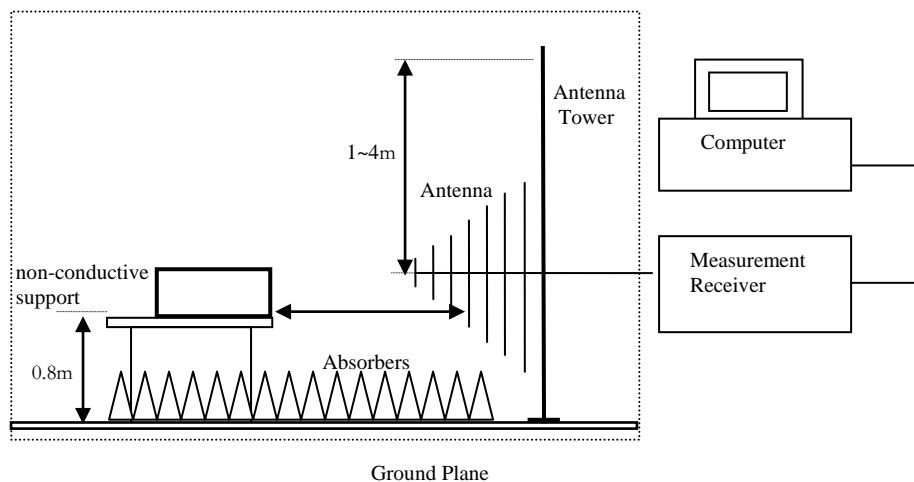 Antenna
Tower
1~4m
Computer
Antenna
non-conductive
support
Measurement
Receiver
Absorbers
0.8m
Ground Plane